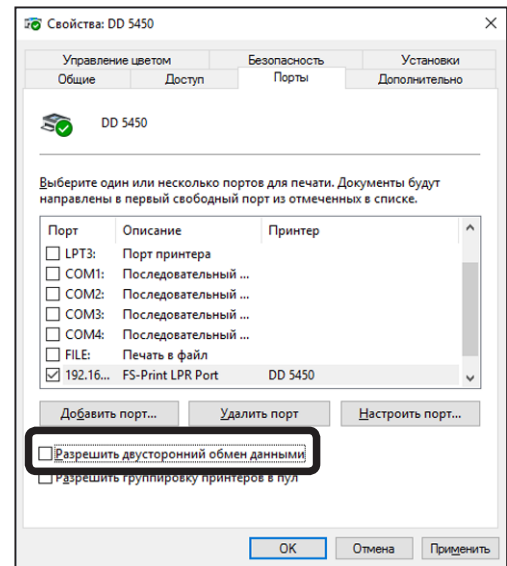 Свойства: DD 5450
Управление цветом Безопасность Установки
Общие Доступ Порты Дополнительно
DD 5450
Выберите один или несколько портов для печати. Документы будут
направлены в первый свободный порт из отмеченных в списке.
Порт Описание Принтер
LPT3: Порт принтера
COM1: Последовательный ...
COM2: Последовательный ...
COM3: Последовательный ...
COM4: Последовательный ...
FILE: Печать в файл
192.16... FS-Print LPR Port DD 5450
Добавить порт... Удалить порт Настроить порт...
Разрешить двусторонний обмен данными
Разрешить группировку принтеров в пул
OK Отмена Применить